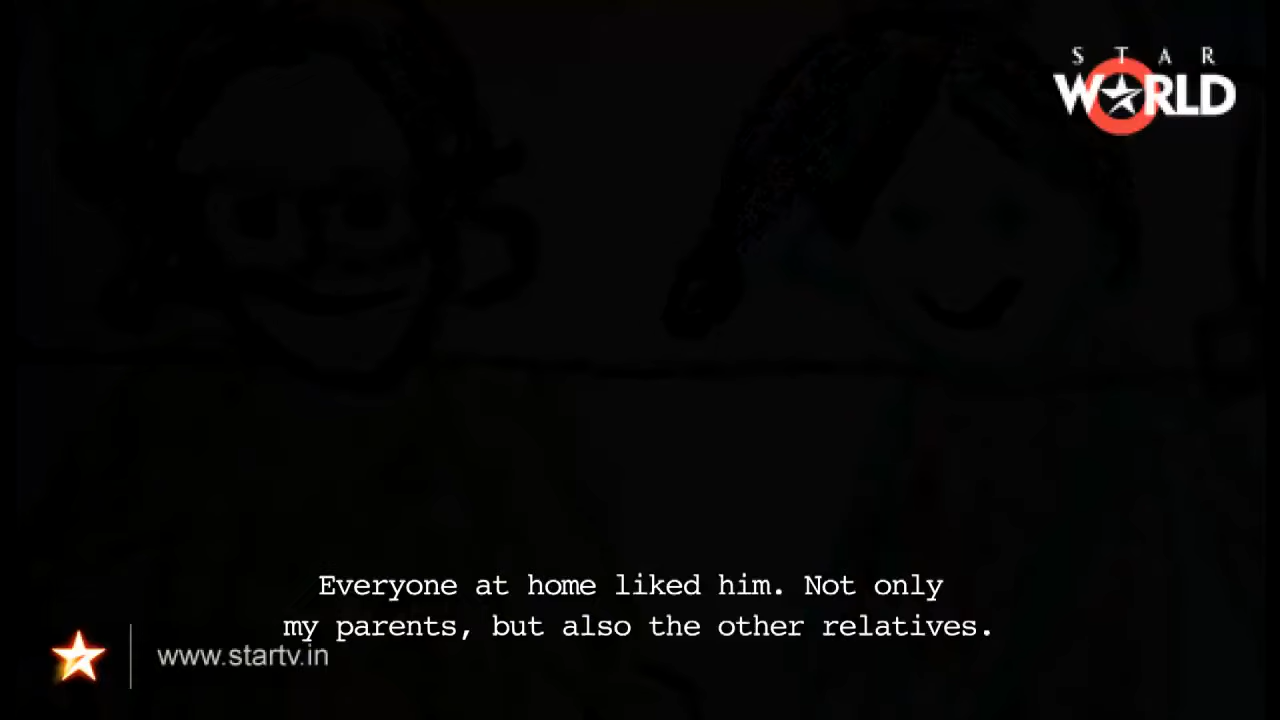 STAR
WORLD
Everyone at home liked him. Not only
my parents, but also the other relatives.
www.startv.in